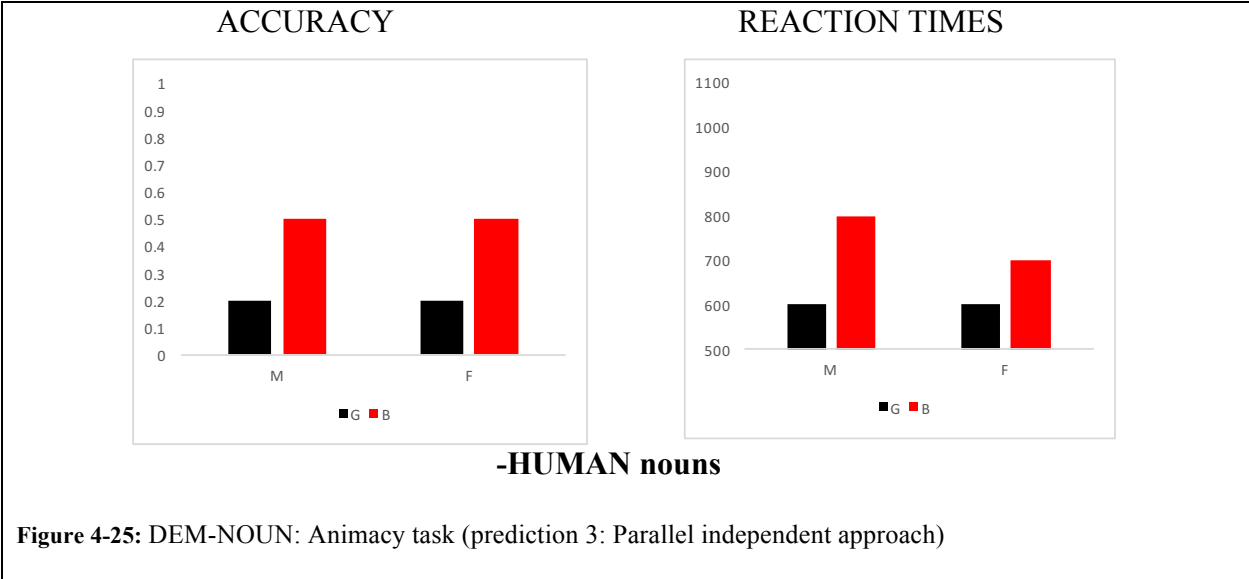 ACCURACY REACTION TIMES
1
0.9
0.8
0.7
0.6
0.5
0.4
0.3
0.2
0.1
0
M F
G B
1100
1000
900
800
700
600
500
M F
G B
-HUMAN nouns
Figure 4-25: DEM-NOUN: Animacy task (prediction 3: Parallel independent approach)